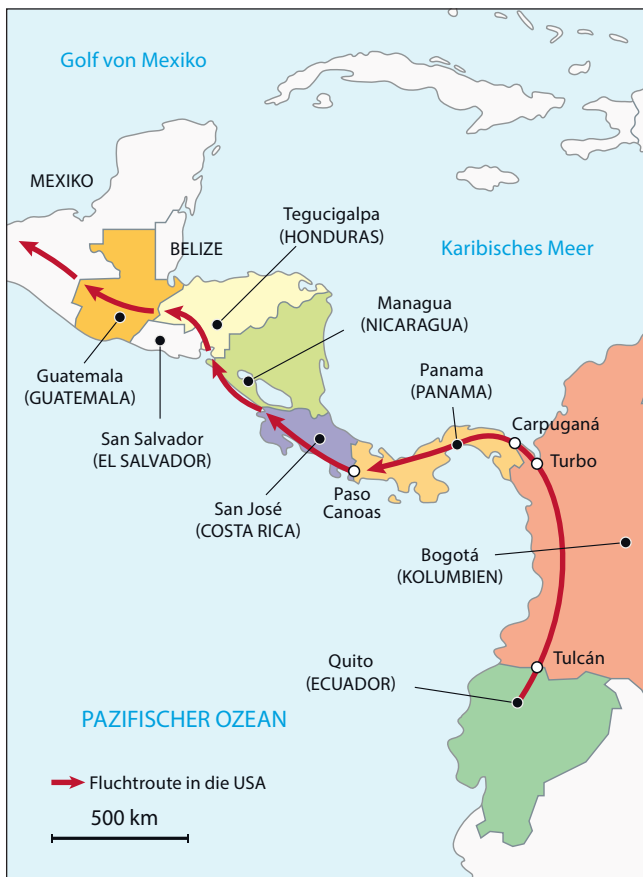 Golf von Mexiko
MEXIKO
Tegucigalpa
(HONDURAS)
BELIZE
Karibisches Meer
Managua
(NICARAGUA)
Panama
(PANAMA)
Guatemala
(GUATEMALA)
Carpuganá
San Salvador
(EL SALVADOR)
Turbo
San José
(COSTA RICA)
Paso
Canoas
Bogotá
(KOLUMBIEN)
Quito
(ECUADOR)
Tulcán
PAZIFISCHER OZEAN
Fluchtroute in die USA
500 km